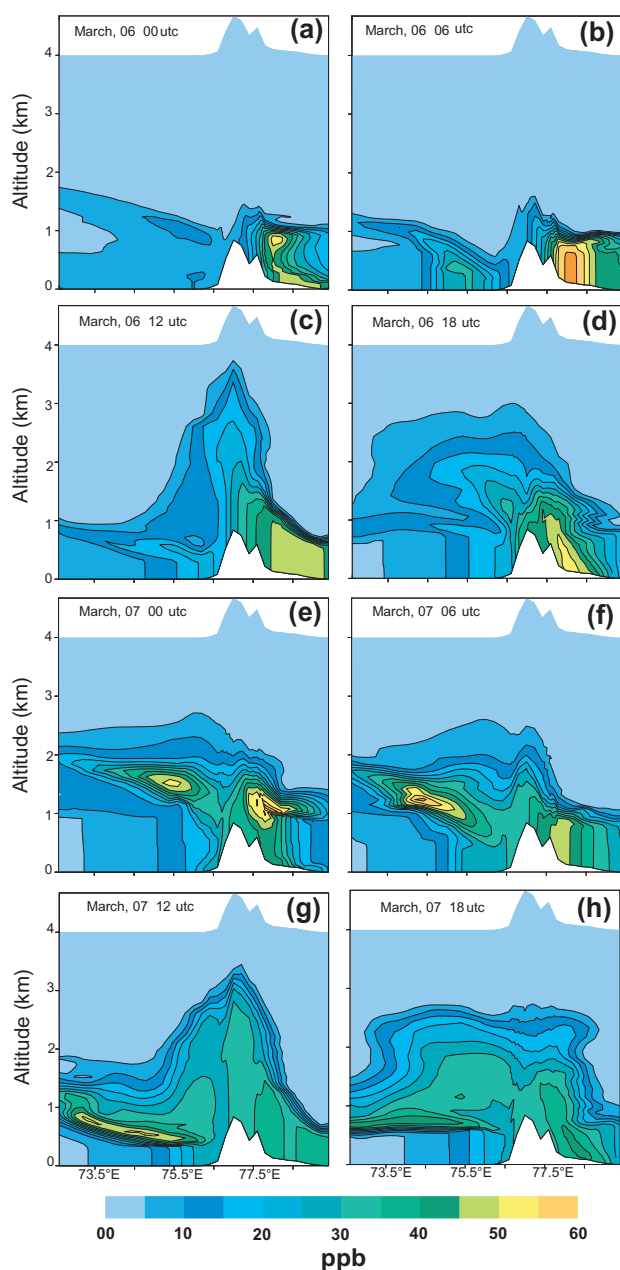 March, 06 00 utc (a)
March, 06 06 utc (b)
Altitude (km)
4
3
2
1
0
March, 06 12 utc (c)
March, 06 18 utc (d)
Altitude (km)
4
3
2
1
0
March, 07 00 utc (e)
March, 07 06 utc (f)
Altitude (km)
4
3
2
1
0
March, 07 12 utc (g)
March, 07 18 utc (h)
Altitude (km)
4
3
2
1
0
73.5°E 75.5°E 77.5°E
73.5°E 75.5°E 77.5°E
00 10 20 30 40 50 60
ppb